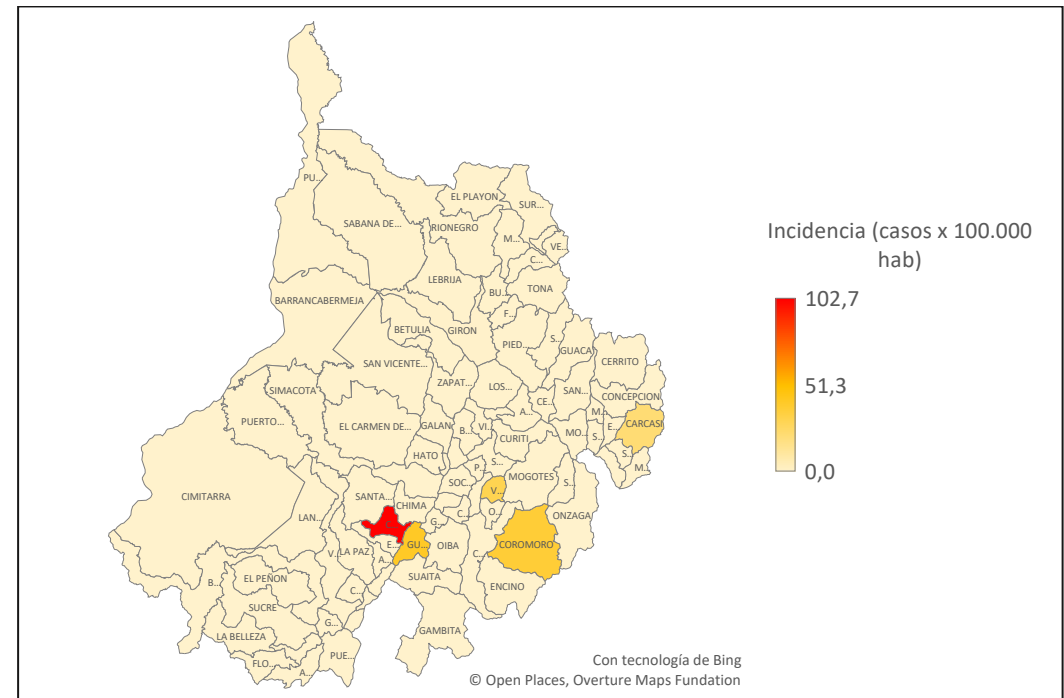 PU...
EL PLAYON
SUR...
SABANA DE...
RIONEGRO
M...
VE...
C...
LEBRIJA
TONA
BU...
BARRANCABERMEJA
F...
BETULIA
GIRON
PIED...
S...
GUACA
CERRITO
SAN VICENTE...
ZAPAT...
LOS...
SIMACOTA
CE...
SAN...
CONCEPCION
A...
M...
PUERTO...
EL CARMEN DE...
GALAN
B...
VI...
CURITI
MO...
S...
E...
CARCASI
HATO
S...
M...
P...
S...
MOGOTES
SOC...
S...
V...
CIMITARRA
SANTA...
CHIMA
LAN...
G...
C...
O...
ONZAGA
E...
GU...
OIBA
COROMORO
V...
LA PAZ
A...
C...
SUAITA
ENCINO
B...
EL PEÑON
C...
SUCRE
G...
LA BELLEZA
GAMBITA
FLO...
A...
PUE...
Incidencia (casos x 100.000
hab)
102,7
51,3
0,0
Con tecnología de Bing
© Open Places, Overture Maps Fundation